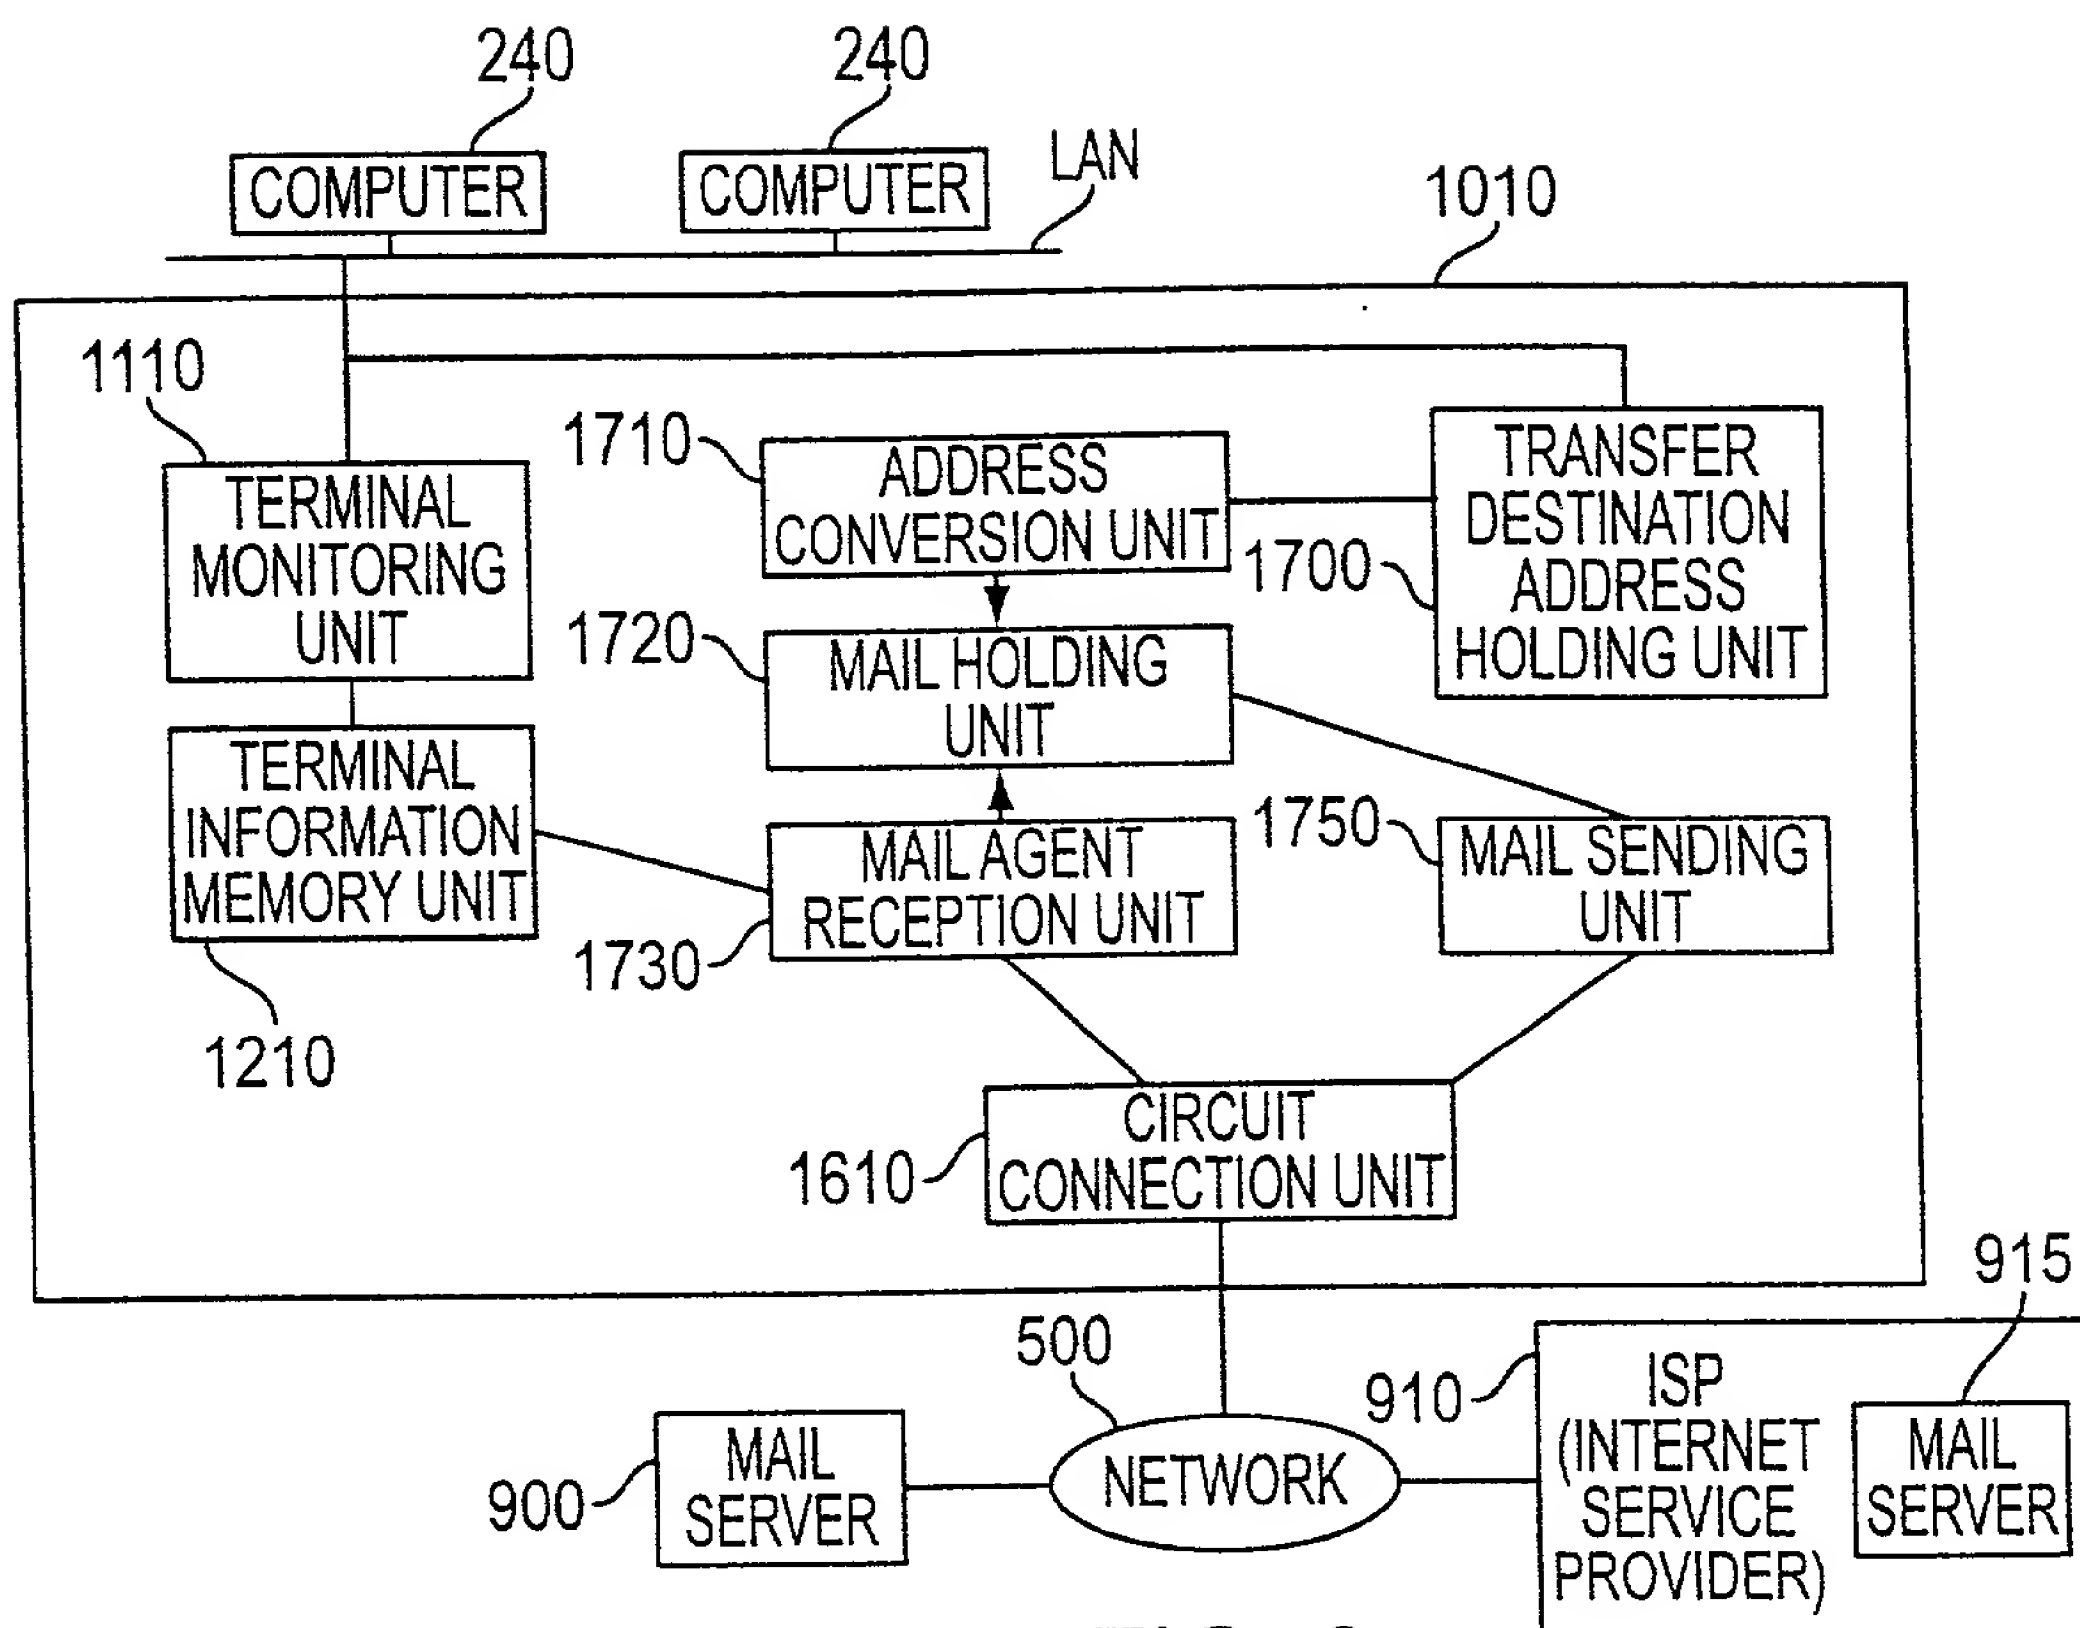 240
240
COMPUTER
COMPUTER
LAN
1010
1110
TERMINAL
MONITORING
UNIT
1710
ADDRESS
CONVERSION UNIT
TRANSFER
DESTINATION
ADDRESS
HOLDING UNIT
1700
1720
MAIL HOLDING
UNIT
TERMINAL
INFORMATION
MEMORY UNIT
1210
MAIL AGENT
RECEPTION UNIT
1730
1750
MAIL SENDING
UNIT
CIRCUIT
CONNECTION UNIT
1610
915
500
910
ISP
(INTERNET
SERVICE
PROVIDER)
MAIL
SERVER
900
MAIL
SERVER
NETWORK